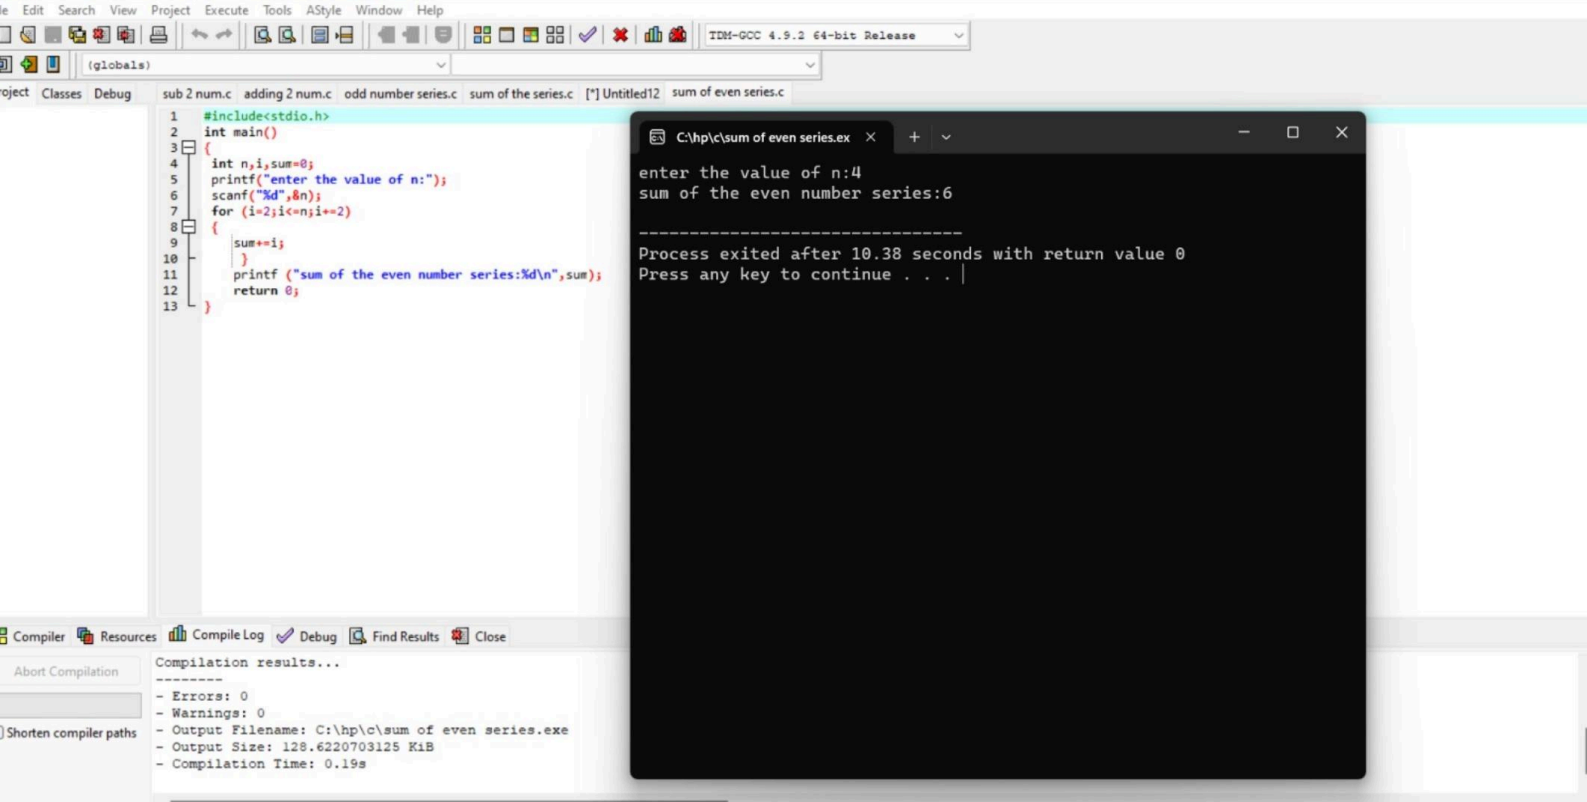 Edit Search View Project Execute Tools AStyle Window Help
TDM-GCC 4.9.2 64-bit Release
(globals)
Classes Debug sub 2 num.c adding 2 num.c odd number series.c sum of the series.c [*] Untitled12 sum of even series.c
1 #include<stdio.h>
2 int main()
3 {
4 int n,i,sum=0;
5 printf("enter the value of n:");
6 scanf("%d",&n);
7 for (i=2;i<=n;i+=2)
8 {
9 sum+=i;
10 }
11 printf ("sum of the even number series:%d\n",sum);
12 return 0;
13 }
C:\hp\c\sum of even series.ex
enter the value of n:4
sum of the even number series:6
--------------------------------
Process exited after 10.38 seconds with return value 0
Press any key to continue . . .
Compiler Resources Compile Log Debug Find Results Close
Abort Compilation
Shorten compiler paths
Compilation results...
--------
- Errors: 0
- Warnings: 0
- Output Filename: C:\hp\c\sum of even series.exe
- Output Size: 128.6220703125 KiB
- Compilation Time: 0.19s